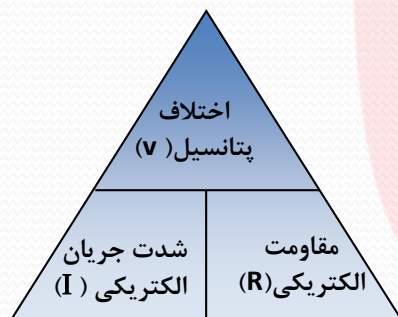 اختلاف
پتانسیل( v)
مقاومت
الکتریکی(R)
شدت جریان
الکتریکی ( I)